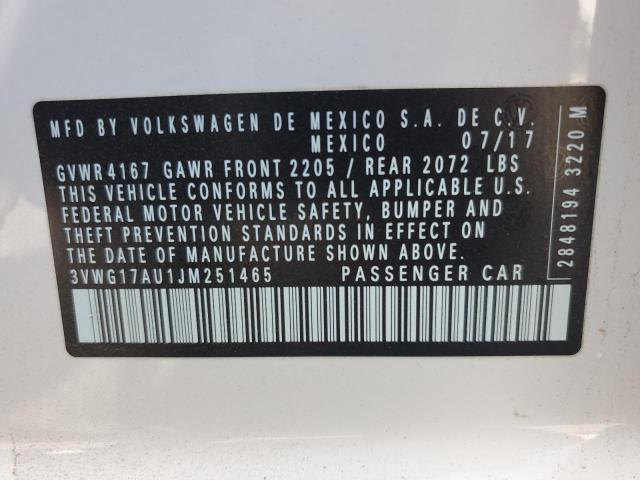 MFD BY VOLKSWAGEN DE MEXICO S.A. DE C.V.
MEXICO 07/17
GVWR 4167 GAWR FRONT 2205 / REAR 2072 LBS
THIS VEHICLE CONFORMS TO ALL APPLICABLE U.S.
FEDERAL MOTOR VEHICLE SAFETY, BUMPER AND
THEFT PREVENTION STANDARDS IN EFFECT ON
THE DATE OF MANUFACTURE SHOWN ABOVE.
3VWG17AU1JM251465 PASSENGER CAR
2848194 3220 M